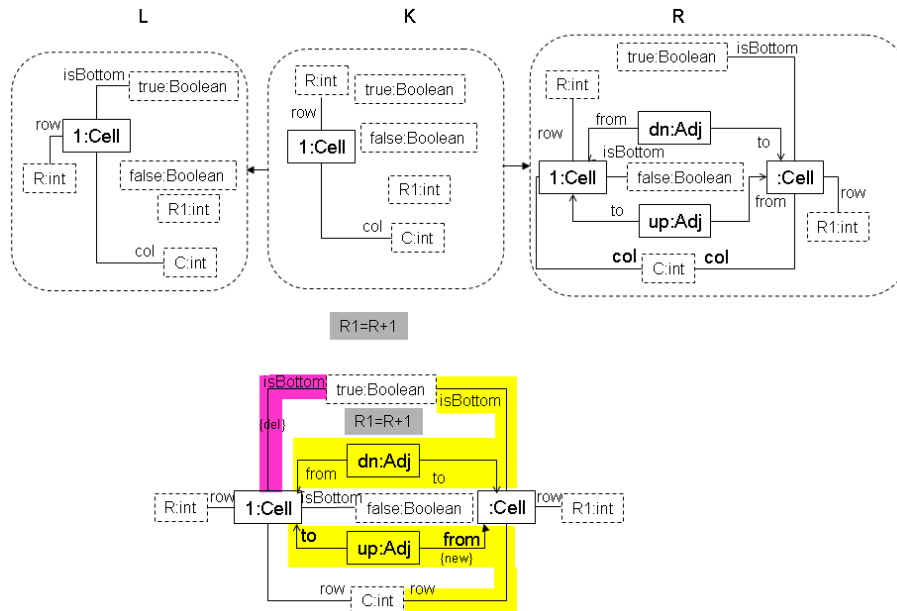 L
K
R
isBottom
true:Boolean
row
1:Cell
R:int
false:Boolean
R1:int
col
C:int
R:int
true:Boolean
row
false:Boolean
1:Cell
R1:int
col
C:int
isBottom
true:Boolean
R:int
from
dn:Adj
to
row
isBottom
1:Cell
false:Boolean
:Cell
to
up:Adj
from
row
R1:int
col
C:int
col
R1=R+1
isBottom
true:Boolean
isBottom
{del}
R1=R+1
dn:Adj
from
to
R:int
row
1:Cell
isBottom
false:Boolean
:Cell
row
R1:int
to
up:Adj
from
{new}
row
C:int
row